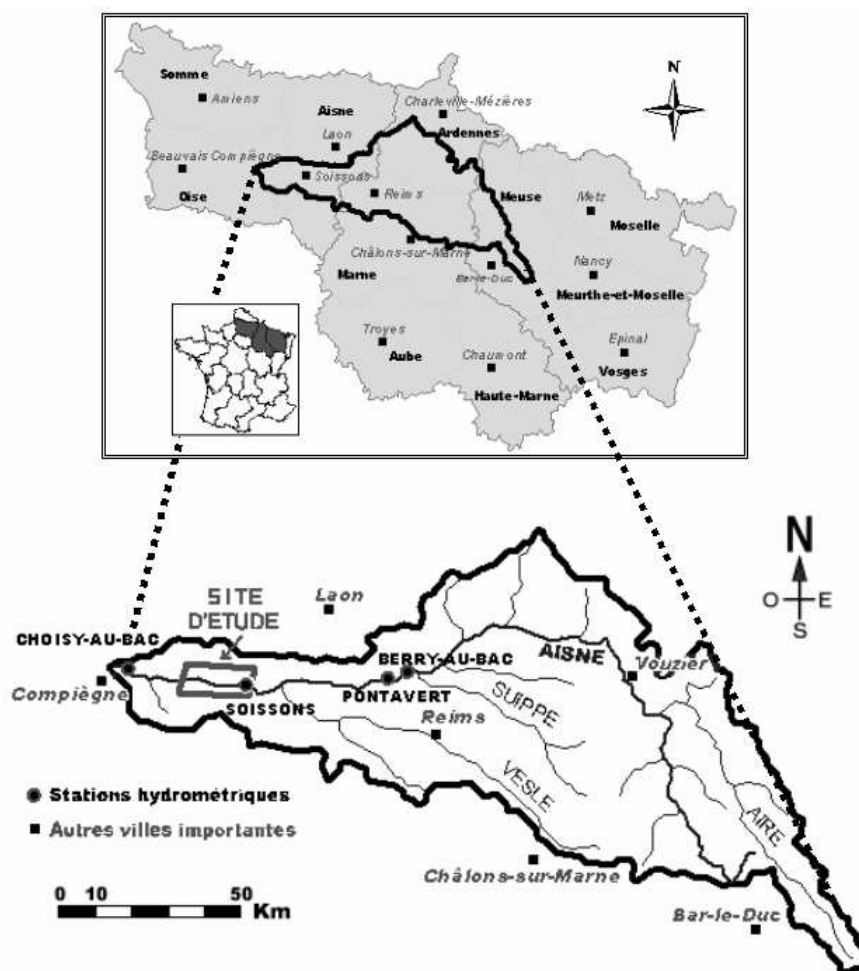 N
Somme
Amiens
Aisne
Charleville-Mézières
Ardennes
Laon
Beauvais Compiègne
Soissons
Oise
Reims
Meuse
Metz
Moselle
Châlons-sur-Marne
Marne
Bar-le-Duc
Nancy
Meurthe-et-Moselle
Troyes
Aube
Chaumont
Epinal
Vosges
Haute-Marne
N
O E
S
SITE
D'ETUDE
Laon
CHOISY-AU-BAC
Compiègne
BERRY-AU-BAC
AISNE
Vouzier
SOISSONS
PONTAVERT
SUIPPE
Reims
VESLE
AIRE
Stations hydrométriques
Autres villes importantes
Châlons-sur-Marne
Bar-le-Duc
0 10 50
Km